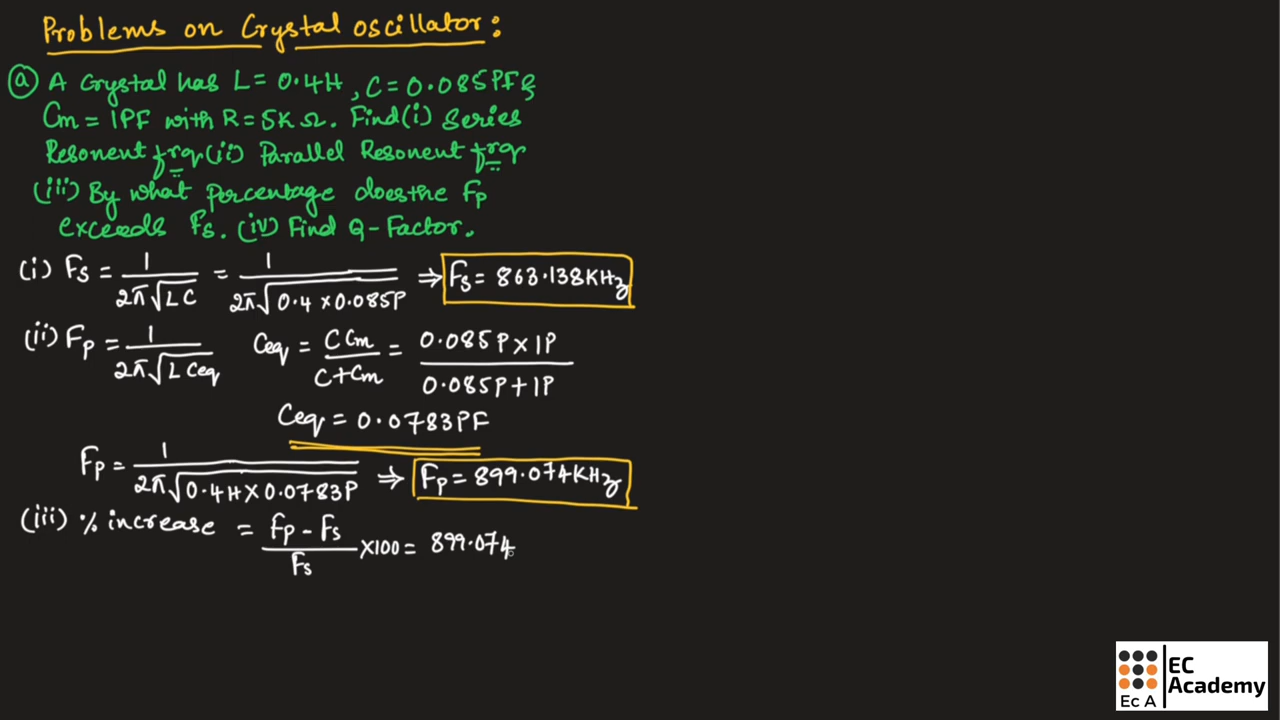 Problems on Crystal oscillator:
(a) A Crystal has L = 0.4H, C = 0.085PF &
Cm = 1PF with R = 5KΩ. Find (i) Series
Resonent frq (ii) Parallel Resonent frq
(iii) By what Percentage does the Fp
exceeds Fs. (iv) Find Q-Factor.
(i) Fs = 1/2π√LC = 1/2π√0.4×0.085P ⇒ Fs = 863.138KHz
(ii) Fp = 1/2π√L Ceq Ceq = C Cm/C+Cm = 0.085P×1P/0.085P+1P
Ceq = 0.0783PF
Fp = 1/2π√0.4H×0.0783P ⇒ Fp = 899.074KHz
(iii) % increase = Fp - Fs/Fs ×100 = 899.074
EC
Academy
Ec A